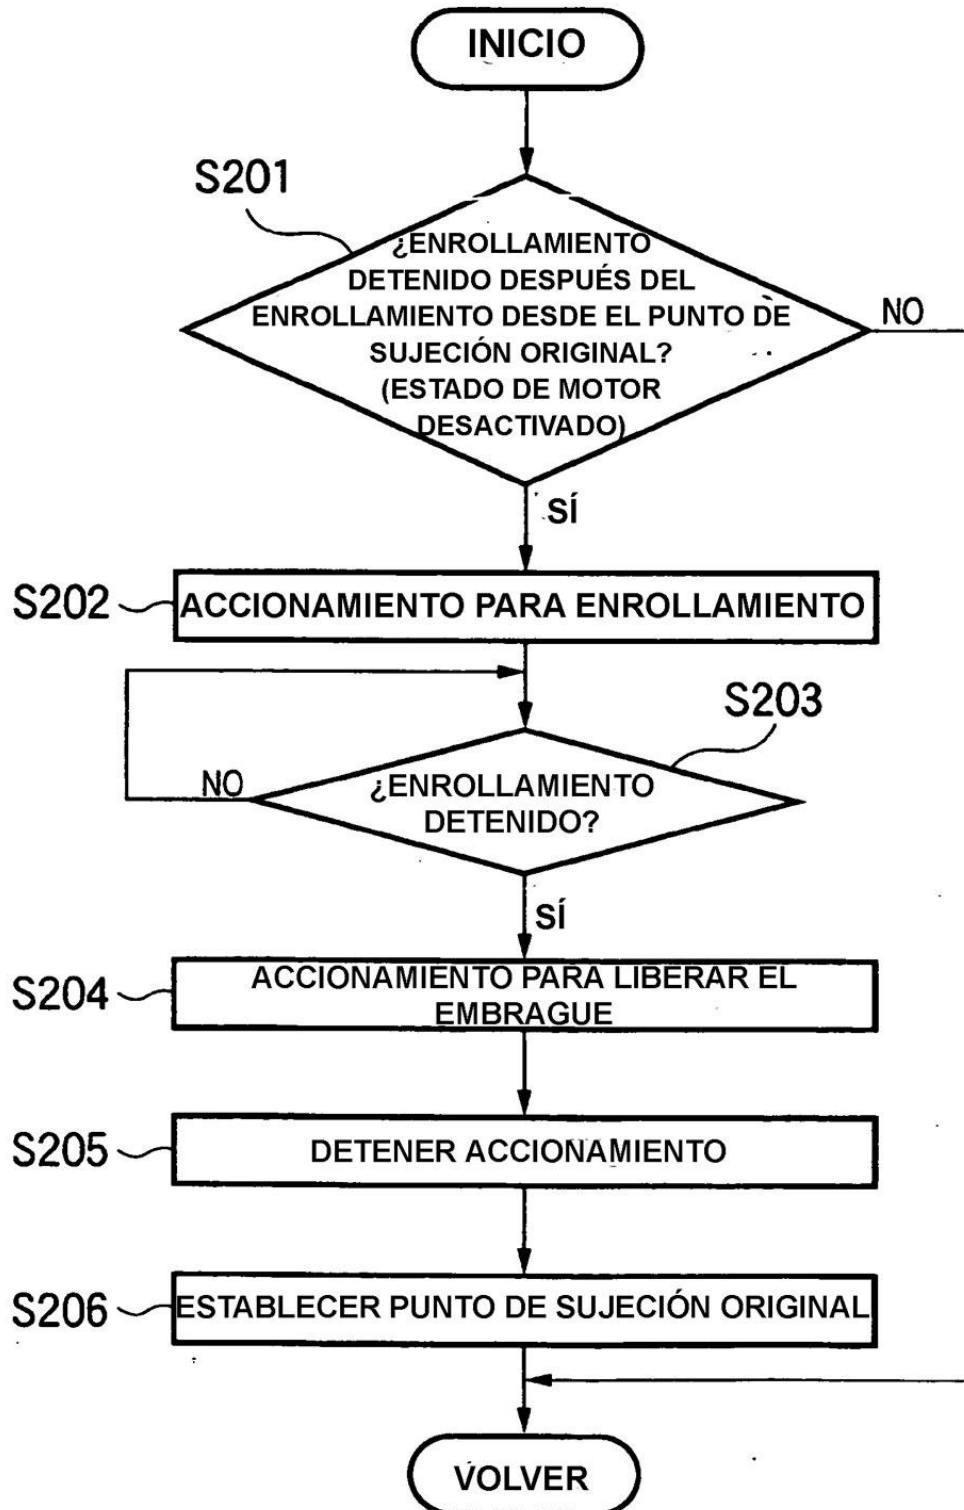 INICIO
S201
¿ENROLLAMIENTO
DETENIDO DESPUÉS DEL
ENROLLAMIENTO DESDE EL PUNTO DE
SUJECIÓN ORIGINAL?
(ESTADO DE MOTOR
DESACTIVADO)
NO
SÍ
S202
ACCIONAMIENTO PARA ENROLLAMIENTO
S203
¿ENROLLAMIENTO
DETENIDO?
NO
SÍ
S204
ACCIONAMIENTO PARA LIBERAR EL
EMBRAGUE
S205
DETENER ACCIONAMIENTO
S206
ESTABLECER PUNTO DE SUJECIÓN ORIGINAL
VOLVER